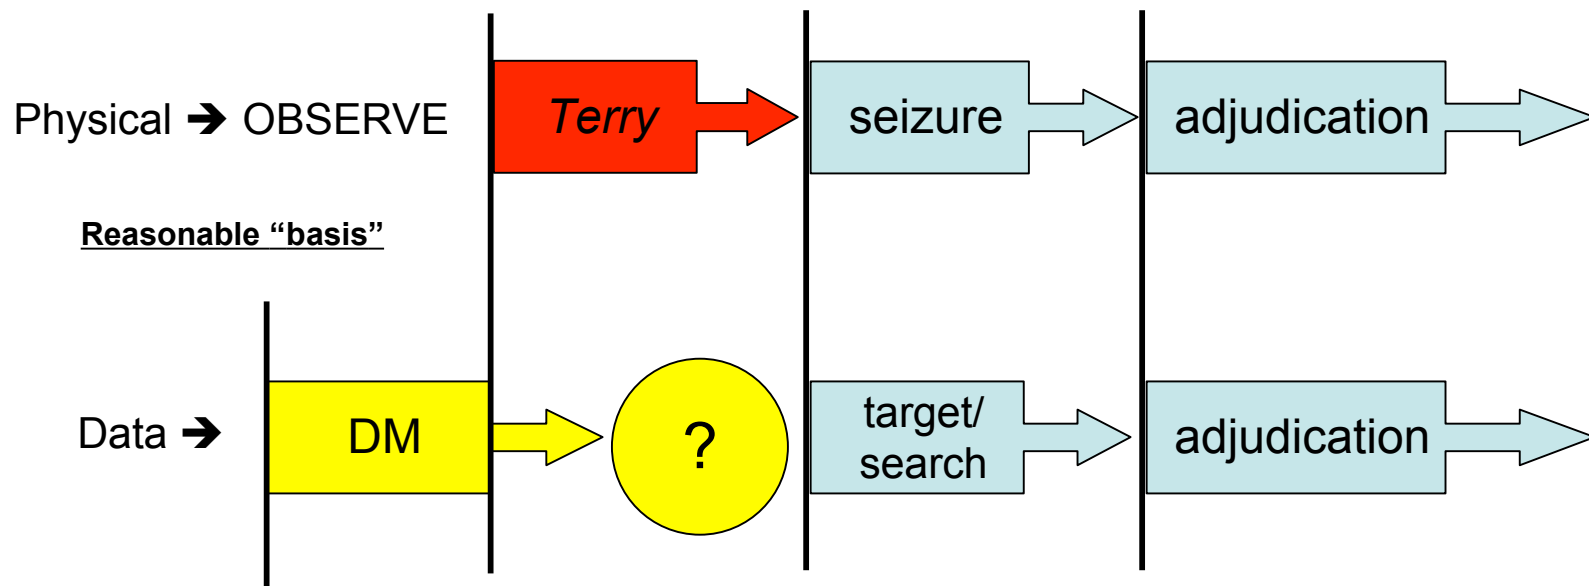 Physical ➔ OBSERVE
Terry
seizure
adjudication
Reasonable “basis”
Data ➔
DM
?
target/
search
adjudication